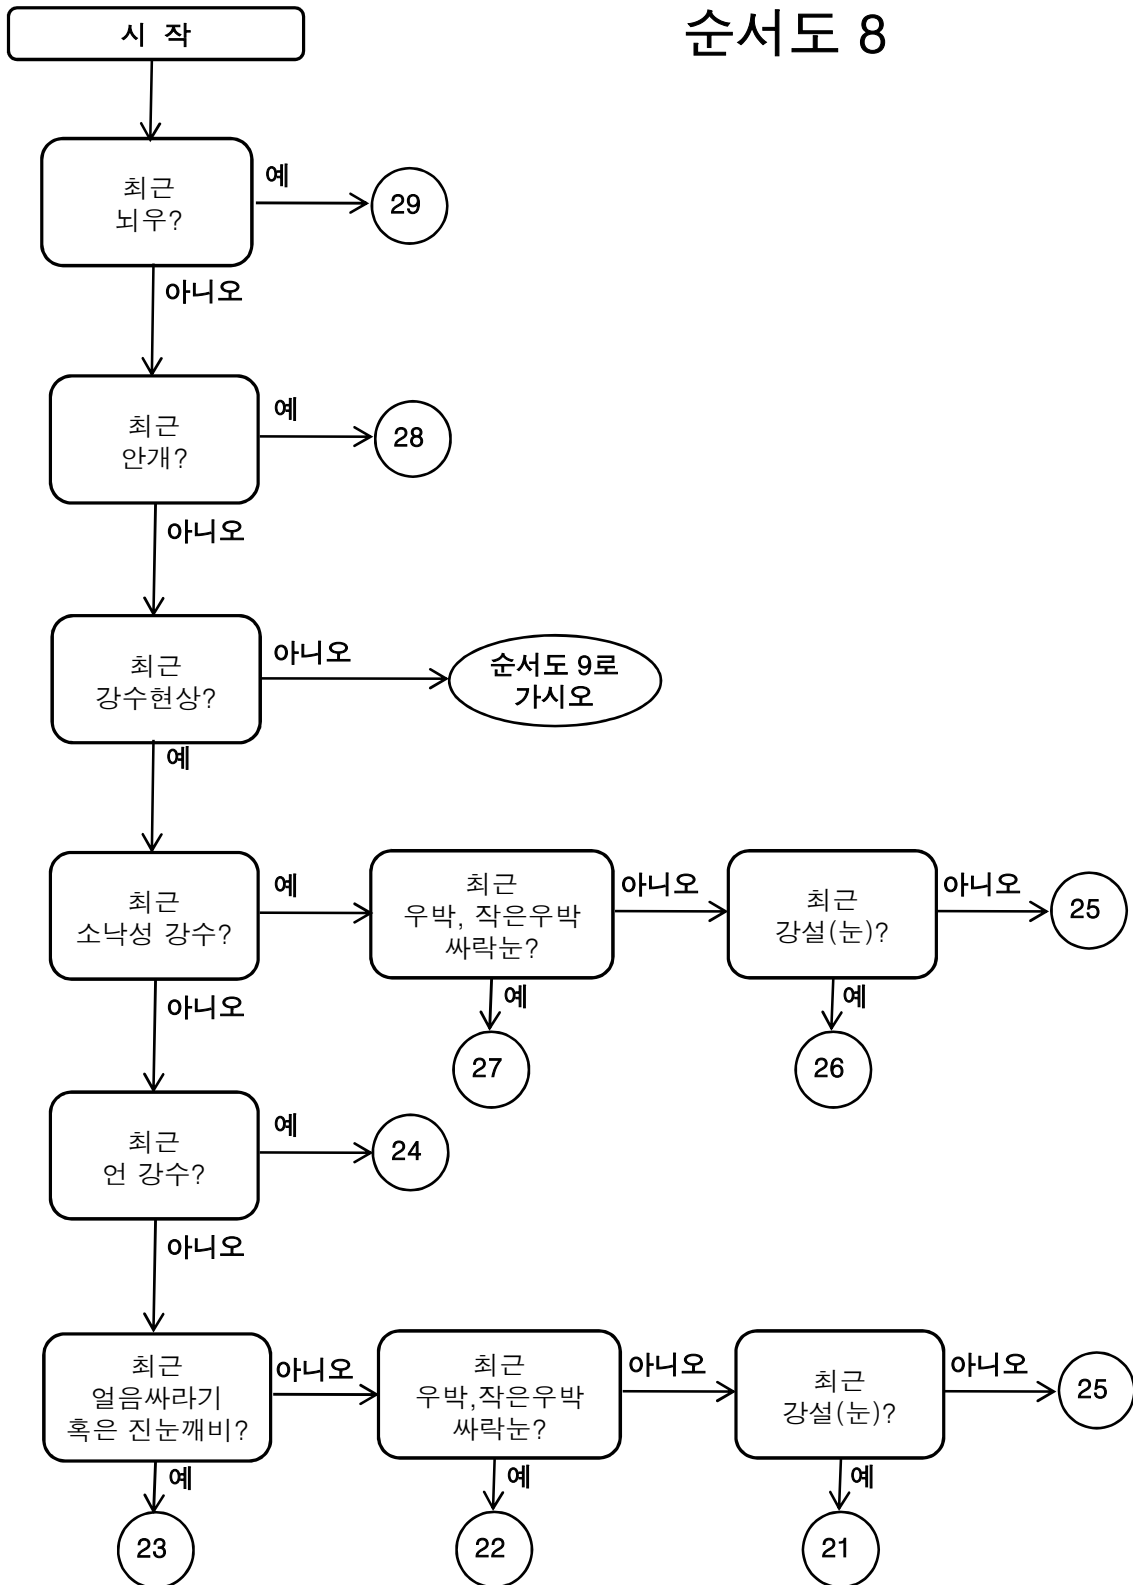 순서도 8
시 작
최근
뇌우?
예
29
아니오
최근
안개?
예
28
아니오
최근
강수현상?
아니오
순서도 9로
가시오
예
최근
소낙성 강수?
예
최근
우박, 작은우박
싸락눈?
아니오
최근
강설(눈)?
아니오
25
예
27
예
26
아니오
최근
언 강수?
예
24
아니오
최근
얼음싸라기
혹은 진눈깨비?
아니오
최근
우박,작은우박
싸락눈?
아니오
최근
강설(눈)?
아니오
25
예
23
예
22
예
21